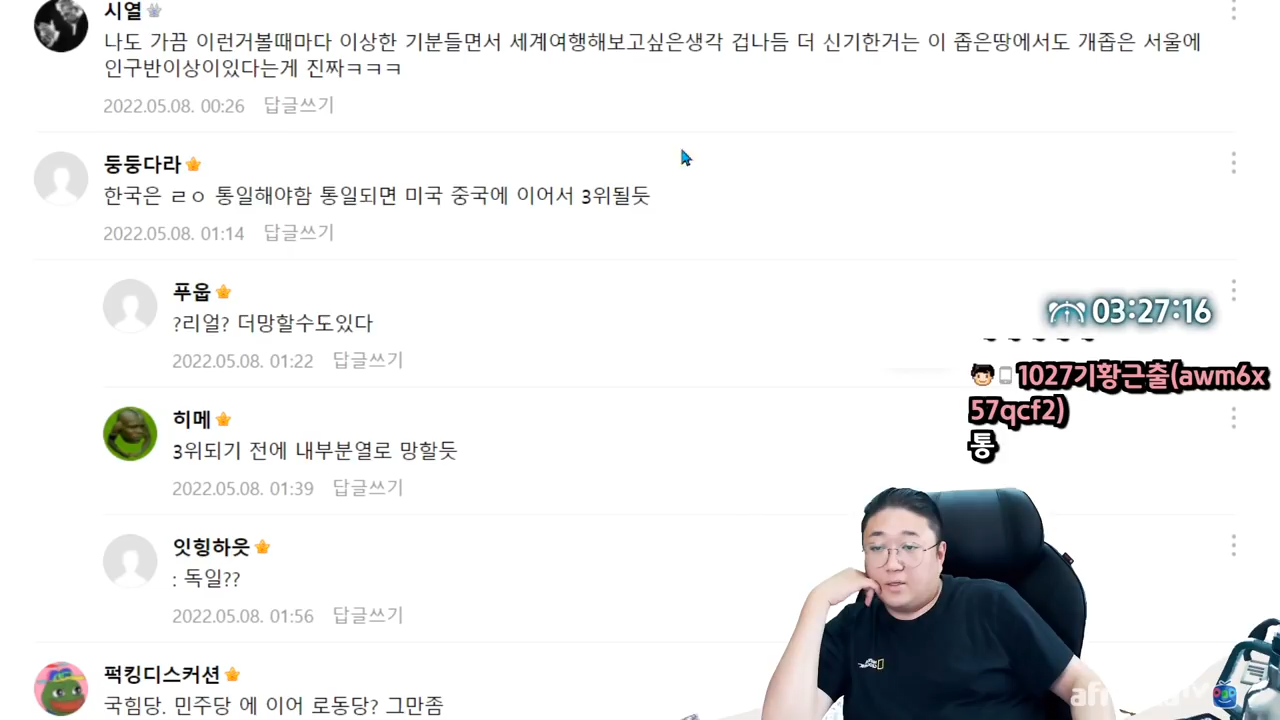 시열
나도 가끔 이런거볼때마다 이상한 기분들면서 세계여행해보고싶은생각 겁나듬 더 신기한거는 이 좁은땅에서도 개좁은 서울에
인구반이상이있다는게 진짜ㅋㅋㅋ
2022.05.08. 00:26 답글쓰기
둥둥다라
한국은 ㄹㅇ 통일해야함 통일되면 미국 중국에 이어서 3위될듯
2022.05.08. 01:14 답글쓰기
푸웁
?리얼? 더망할수도있다
2022.05.08. 01:22 답글쓰기
03:27:16
1027기황근출(awm6x
57qcf2)
통
히메
3위되기 전에 내부분열로 망할듯
2022.05.08. 01:39 답글쓰기
잇힝하웃
: 독일??
2022.05.08. 01:56 답글쓰기
퍽킹디스커션
국힘당. 민주당 에 이어 로동당? 그만좀